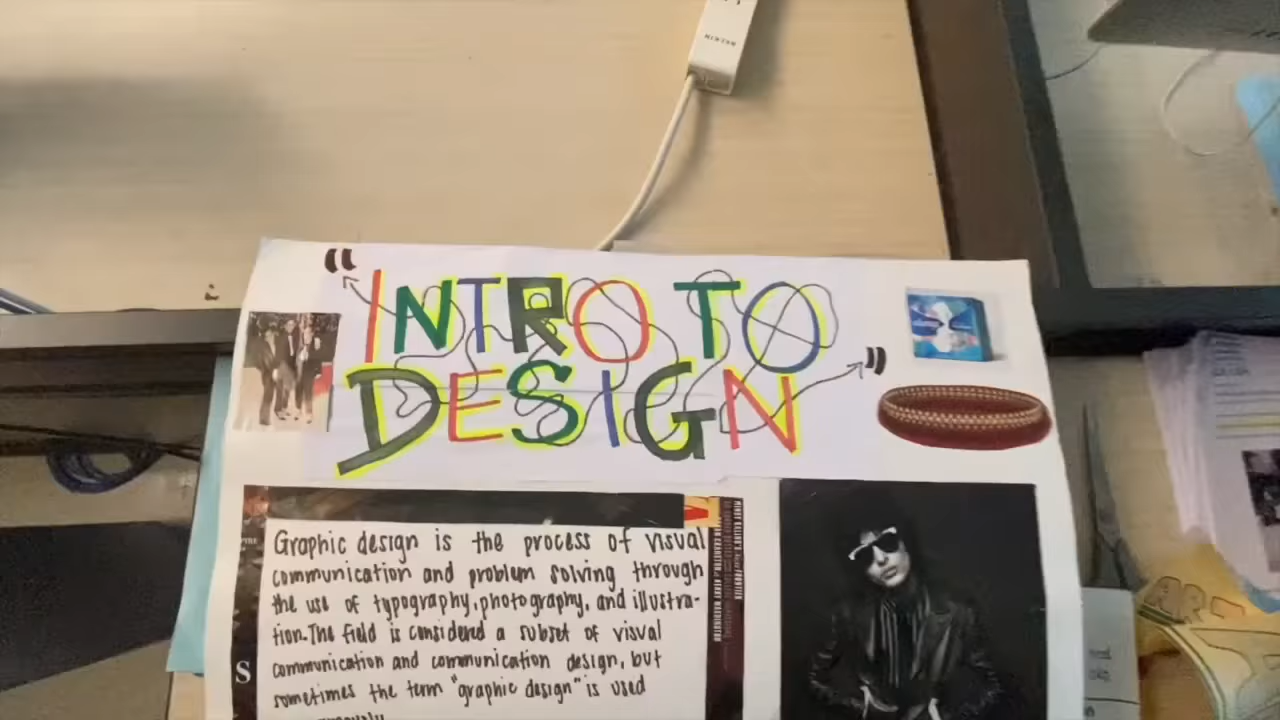 "INTRO TO
DESIGN"
Graphic design is the process of visual
communication and problem solving through
the use of typography, photography, and illustra-
tion. The field is considered a subset of visual
communication and communication design, but
sometimes the term "graphic design" is used
S
BELKIN